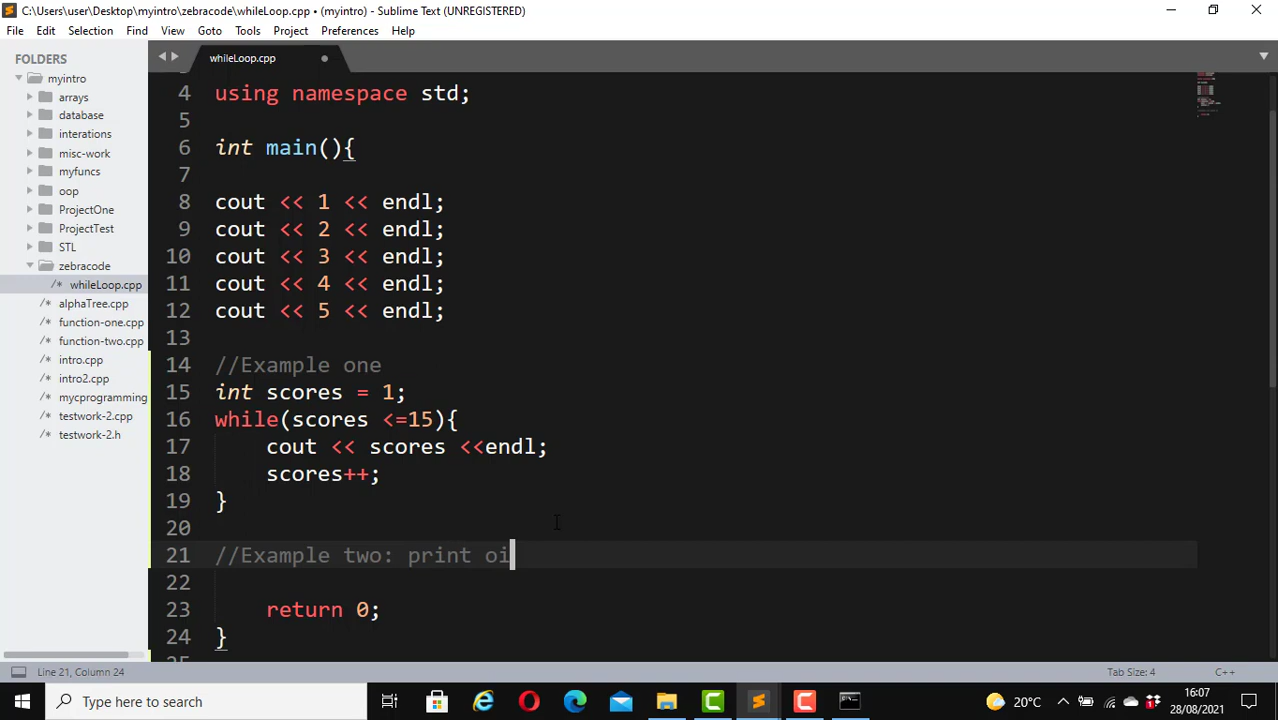 C:\Users\user\Desktop\myintro\zebracode\whileLoop.cpp • (myintro) - Sublime Text (UNREGISTERED)
File Edit Selection Find View Goto Tools Project Preferences Help
FOLDERS
myintro
arrays
database
interations
misc-work
myfuncs
oop
ProjectOne
ProjectTest
STL
zebracode
/* whileLoop.cpp
/* alphaTree.cpp
/* function-one.cpp
/* function-two.cpp
/* intro.cpp
/* intro2.cpp
/* mycprogramming
/* testwork-2.cpp
/* testwork-2.h
whileLoop.cpp
4 using namespace std;
5
6 int main(){
7
8 cout << 1 << endl;
9 cout << 2 << endl;
10 cout << 3 << endl;
11 cout << 4 << endl;
12 cout << 5 << endl;
13
14 //Example one
15 int scores = 1;
16 while(scores <=15){
17 cout << scores <<endl;
18 scores++;
19 }
20
21 //Example two: print oi
22
23 return 0;
24 }
Line 21, Column 24
Tab Size: 4
C++
Type here to search
20°C
16:07
28/08/2021